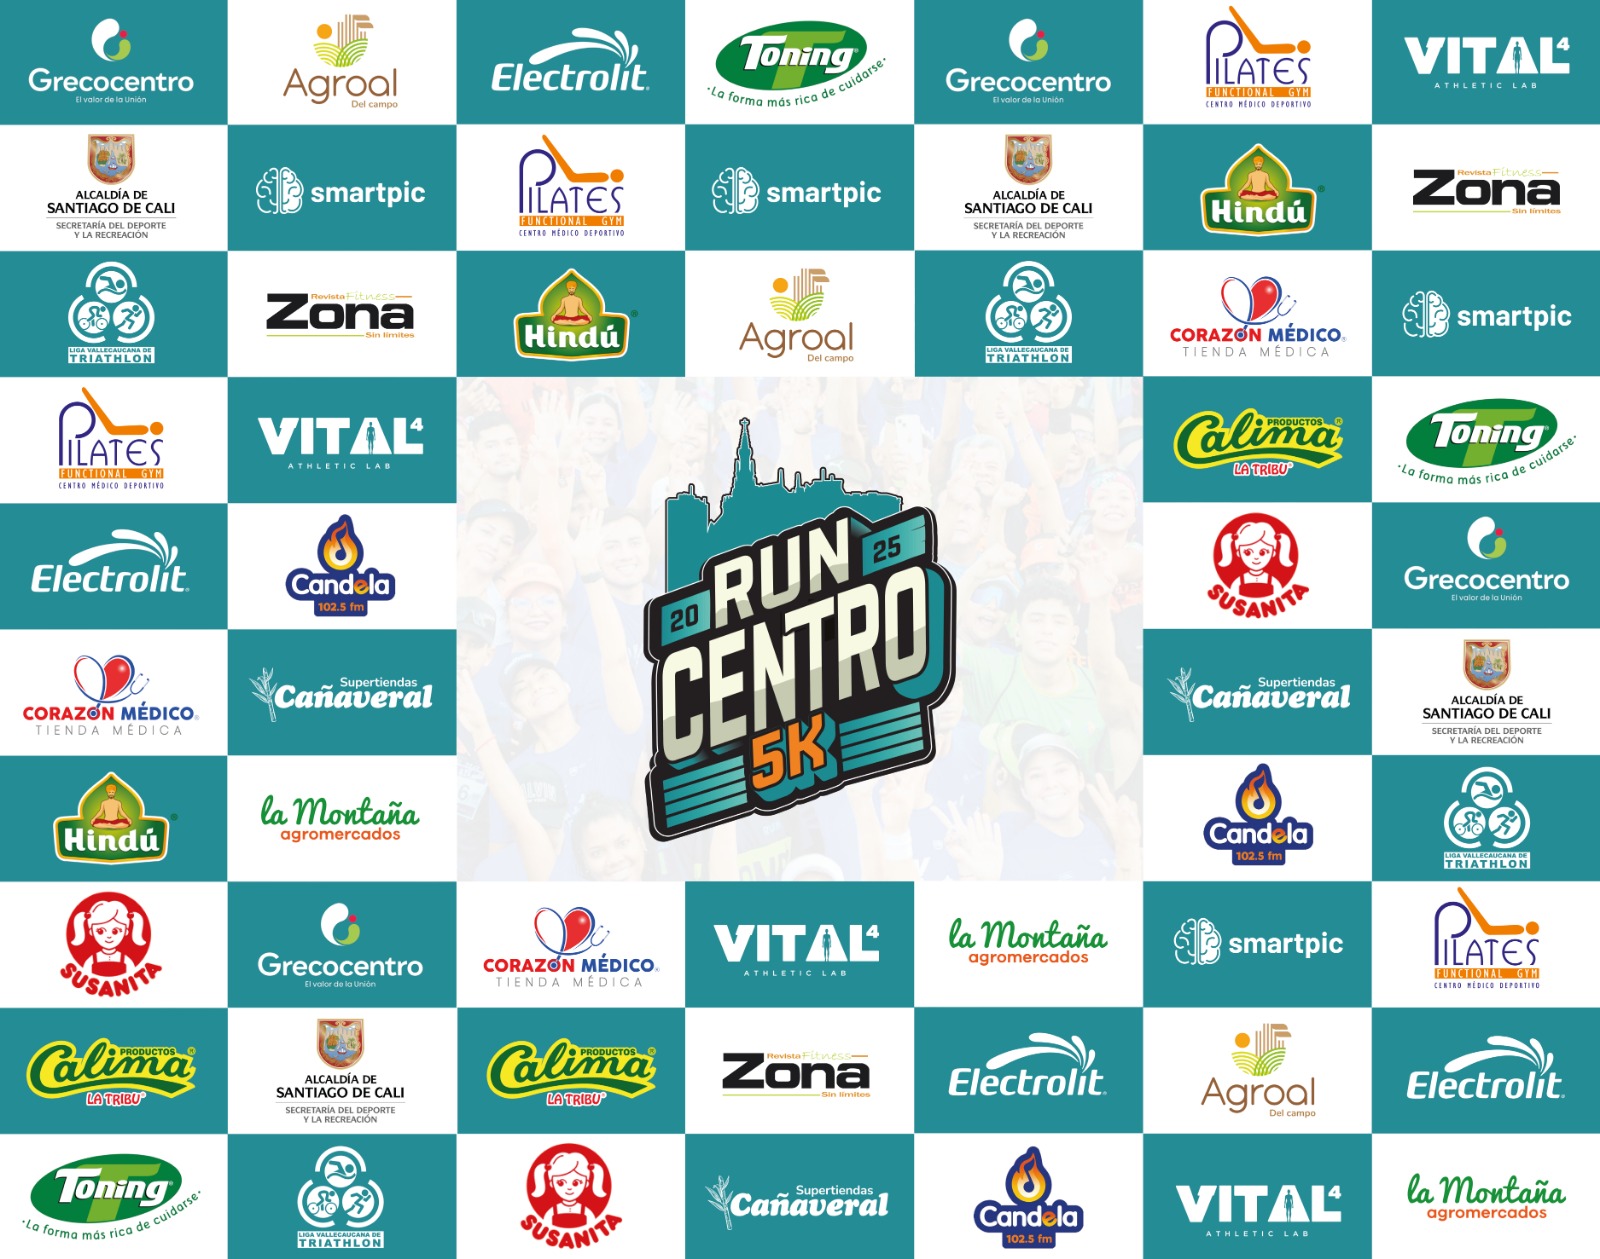 Grecocentro
El valor de la Unión
Agroal
Del campo
Electrolit®
Toning®
·La forma más rica de cuidarse·
Grecocentro
El valor de la Unión
PILATES
FUNCTIONAL GYM
CENTRO MÉDICO DEPORTIVO
VITAL4
ATHLETIC LAB
ALCALDÍA DE
SANTIAGO DE CALI
SECRETARÍA DEL DEPORTE
Y LA RECREACIÓN
smartpic
PILATES
FUNCTIONAL GYM
CENTRO MÉDICO DEPORTIVO
smartpic
ALCALDÍA DE
SANTIAGO DE CALI
SECRETARÍA DEL DEPORTE
Y LA RECREACIÓN
Hindú®
Revista Fitness
Zona
Sin límites
LIGA VALLECAUCANA DE
TRIATHLON
Revista Fitness
Zona
Sin límites
Hindú®
Agroal
Del campo
LIGA VALLECAUCANA DE
TRIATHLON
CORAZÓN MÉDICO®
TIENDA MÉDICA
smartpic
PILATES
FUNCTIONAL GYM
CENTRO MÉDICO DEPORTIVO
VITAL4
ATHLETIC LAB
PRODUCTOS
Calima®
LA TRIBU®
Toning®
·La forma más rica de cuidarse·
Electrolit®
Candela
102.5 fm
20 RUN 25
CENTRO
5K
SUSANITA
Grecocentro
El valor de la Unión
CORAZÓN MÉDICO®
TIENDA MÉDICA
Supertiendas
Cañaveral
Supertiendas
Cañaveral
ALCALDÍA DE
SANTIAGO DE CALI
SECRETARÍA DEL DEPORTE
Y LA RECREACIÓN
Hindú®
la Montaña
agromercados
Candela
102.5 fm
LIGA VALLECAUCANA DE
TRIATHLON
SUSANITA
Grecocentro
El valor de la Unión
CORAZÓN MÉDICO®
TIENDA MÉDICA
VITAL4
ATHLETIC LAB
la Montaña
agromercados
smartpic
PILATES
FUNCTIONAL GYM
CENTRO MÉDICO DEPORTIVO
PRODUCTOS
Calima®
LA TRIBU®
ALCALDÍA DE
SANTIAGO DE CALI
SECRETARÍA DEL DEPORTE
Y LA RECREACIÓN
PRODUCTOS
Calima®
LA TRIBU®
Revista Fitness
Zona
Sin límites
Electrolit®
Agroal
Del campo
Electrolit®
Toning®
·La forma más rica de cuidarse·
LIGA VALLECAUCANA DE
TRIATHLON
SUSANITA
Supertiendas
Cañaveral
Candela
102.5 fm
VITAL4
ATHLETIC LAB
la Montaña
agromercados